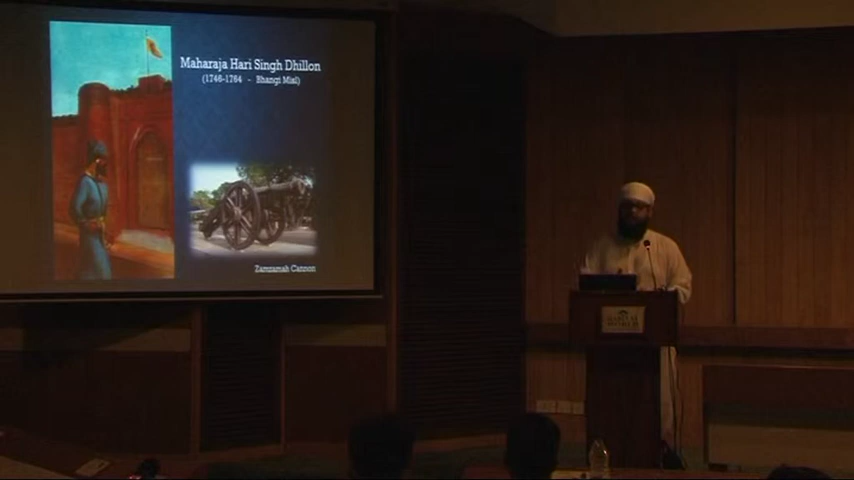 Maharaja Hari Singh Dhillon
(1746-1764 - Bhangi Misl)
Zamzamah Cannon